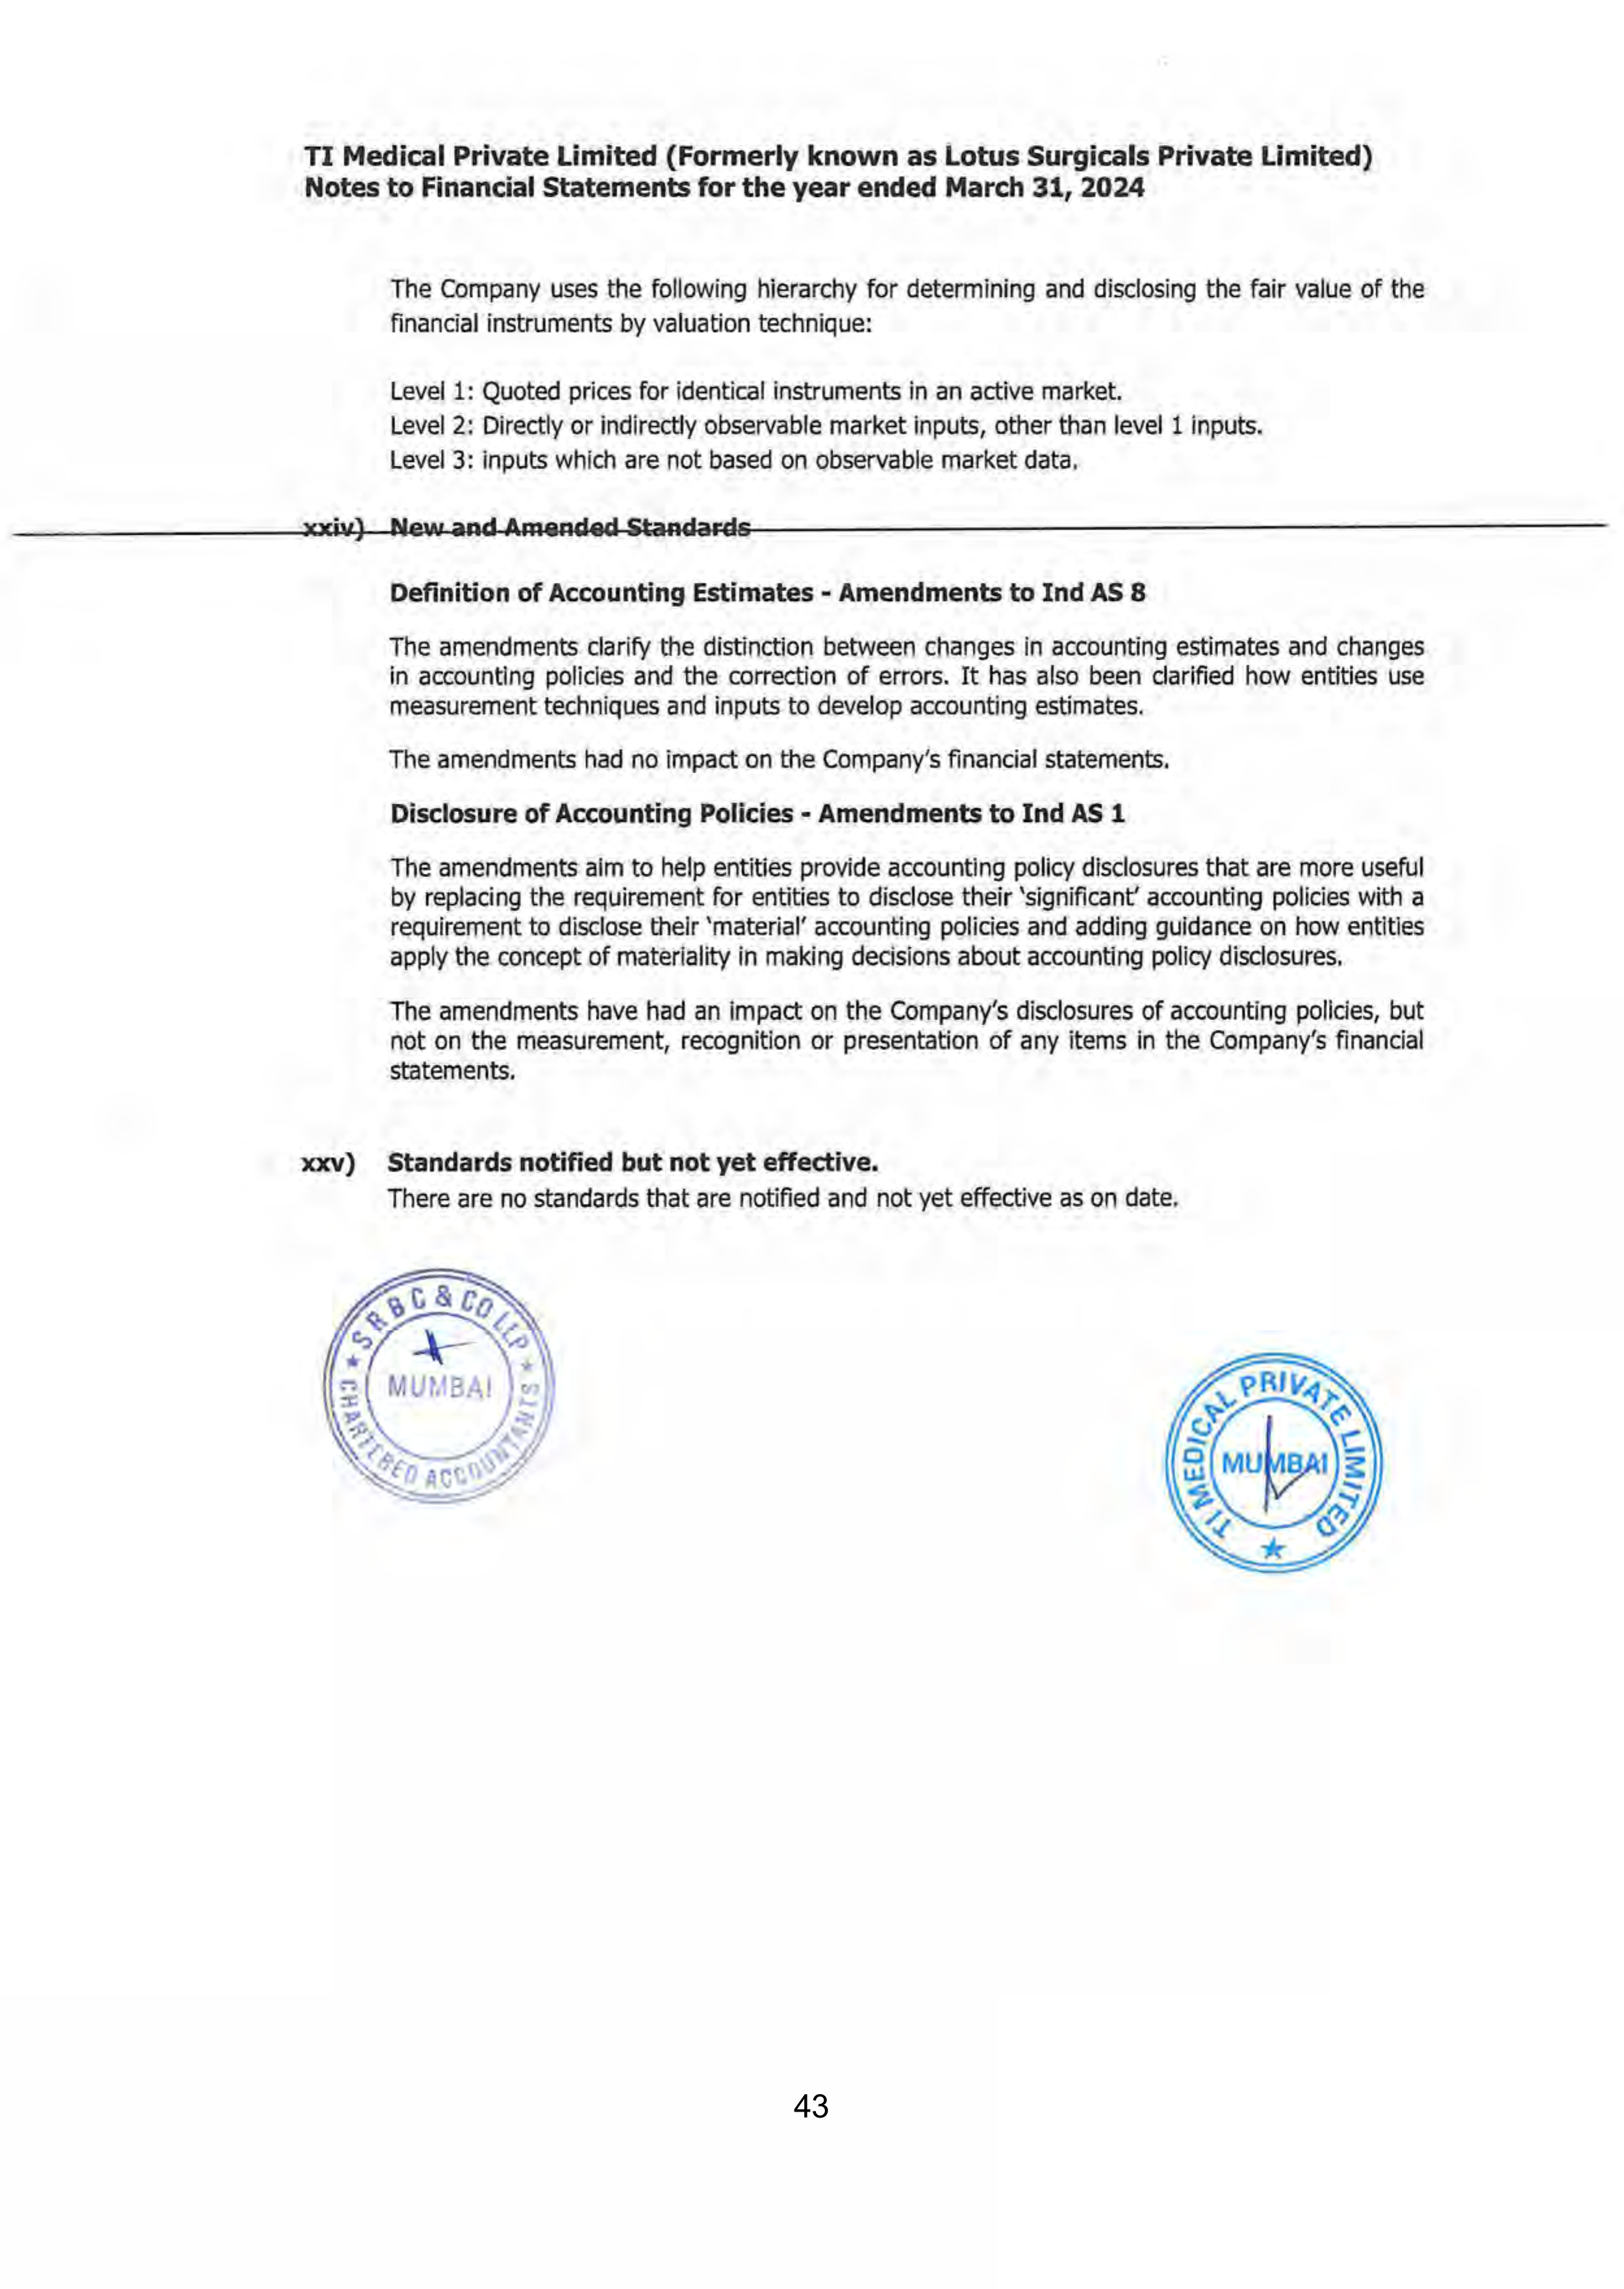 TI Medical Private Limited (Formerly known as Lotus Surgicals Private Limited)
Notes to Financial Statements for the year ended March 31, 2024
The Company uses the following hierarchy for determining and disclosing the fair value of the
financial instruments by valuation technique:
Level 1: Quoted prices for identical instruments in an active market.
Level 2: Directly or indirectly observable market inputs, other than level 1 inputs.
Level 3: inputs which are not based on observable market data.
xxiv) New and Amended Standards
Definition of Accounting Estimates - Amendments to Ind AS 8
The amendments clarify the distinction between changes in accounting estimates and changes
in accounting policies and the correction of errors. It has also been clarified how entities use
measurement techniques and inputs to develop accounting estimates.
The amendments had no impact on the Company's financial statements.
Disclosure of Accounting Policies - Amendments to Ind AS 1
The amendments aim to help entities provide accounting policy disclosures that are more useful
by replacing the requirement for entities to disclose their 'significant' accounting policies with a
requirement to disclose their 'material' accounting policies and adding guidance on how entities
apply the concept of materiality in making decisions about accounting policy disclosures.
The amendments have had an impact on the Company's disclosures of accounting policies, but
not on the measurement, recognition or presentation of any items in the Company's financial
statements.
xxv) Standards notified but not yet effective.
There are no standards that are notified and not yet effective as on date.
SRBC & CO LLP
MUMBAI
CHARTERED ACCOUNTANTS
TI MEDICAL PRIVATE LIMITED
MUMBAI
43